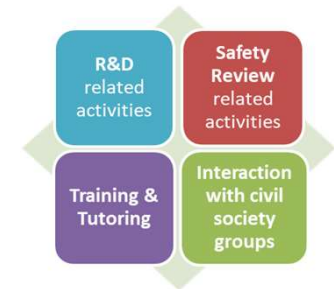 R&D
related
activities
Safety
Review
related
activities
Training &
Tutoring
Interaction
with civil
society
groups